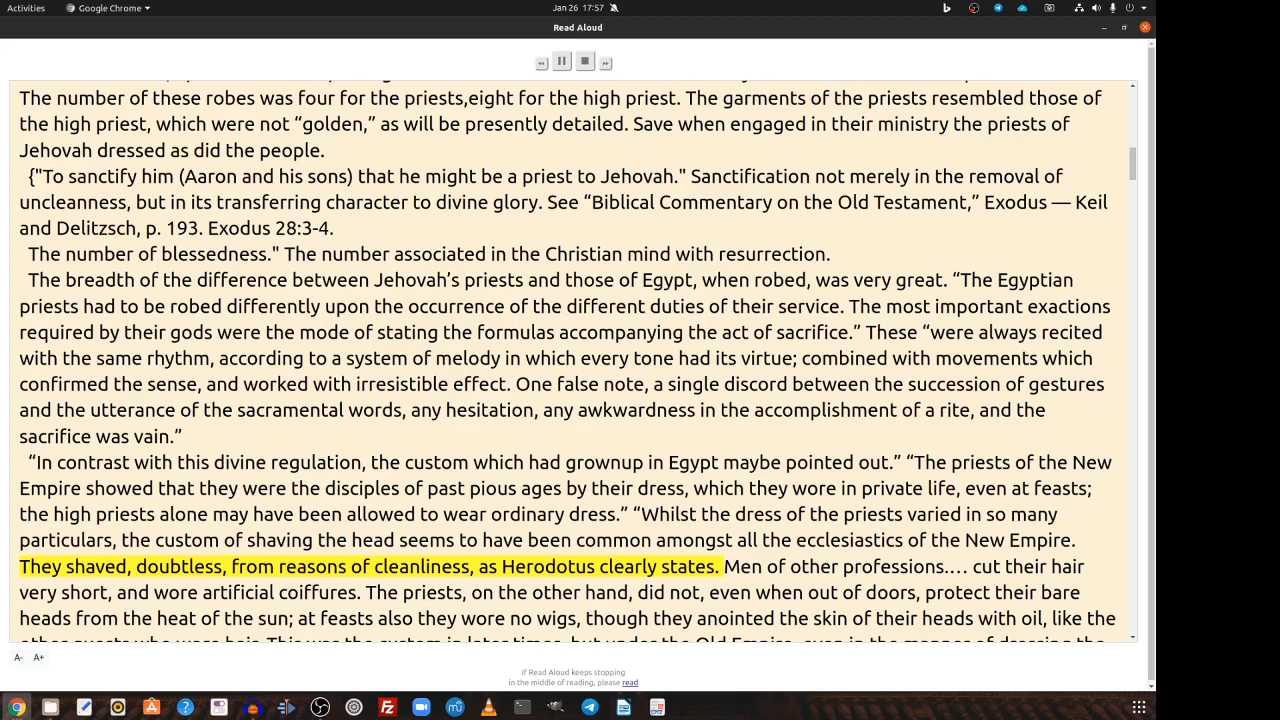 Activities
Google Chrome
Jan 26 17:57
Read Aloud
The number of these robes was four for the priests,eight for the high priest. The garments of the priests resembled those of
the high priest, which were not “golden,” as will be presently detailed. Save when engaged in their ministry the priests of
Jehovah dressed as did the people.
{"To sanctify him (Aaron and his sons) that he might be a priest to Jehovah." Sanctification not merely in the removal of
uncleanness, but in its transferring character to divine glory. See “Biblical Commentary on the Old Testament,” Exodus — Keil
and Delitzsch, p. 193. Exodus 28:3-4.
The number of blessedness." The number associated in the Christian mind with resurrection.
The breadth of the difference between Jehovah’s priests and those of Egypt, when robed, was very great. “The Egyptian
priests had to be robed differently upon the occurrence of the different duties of their service. The most important exactions
required by their gods were the mode of stating the formulas accompanying the act of sacrifice.” These “were always recited
with the same rhythm, according to a system of melody in which every tone had its virtue; combined with movements which
confirmed the sense, and worked with irresistible effect. One false note, a single discord between the succession of gestures
and the utterance of the sacramental words, any hesitation, any awkwardness in the accomplishment of a rite, and the
sacrifice was vain.”
“In contrast with this divine regulation, the custom which had grownup in Egypt maybe pointed out.” “The priests of the New
Empire showed that they were the disciples of past pious ages by their dress, which they wore in private life, even at feasts;
the high priests alone may have been allowed to wear ordinary dress.” “Whilst the dress of the priests varied in so many
particulars, the custom of shaving the head seems to have been common amongst all the ecclesiastics of the New Empire.
They shaved, doubtless, from reasons of cleanliness, as Herodotus clearly states. Men of other professions.… cut their hair
very short, and wore artificial coiffures. The priests, on the other hand, did not, even when out of doors, protect their bare
heads from the heat of the sun; at feasts also they wore no wigs, though they anointed the skin of their heads with oil, like the
A- A+
If Read Aloud keeps stopping
in the middle of reading, please read